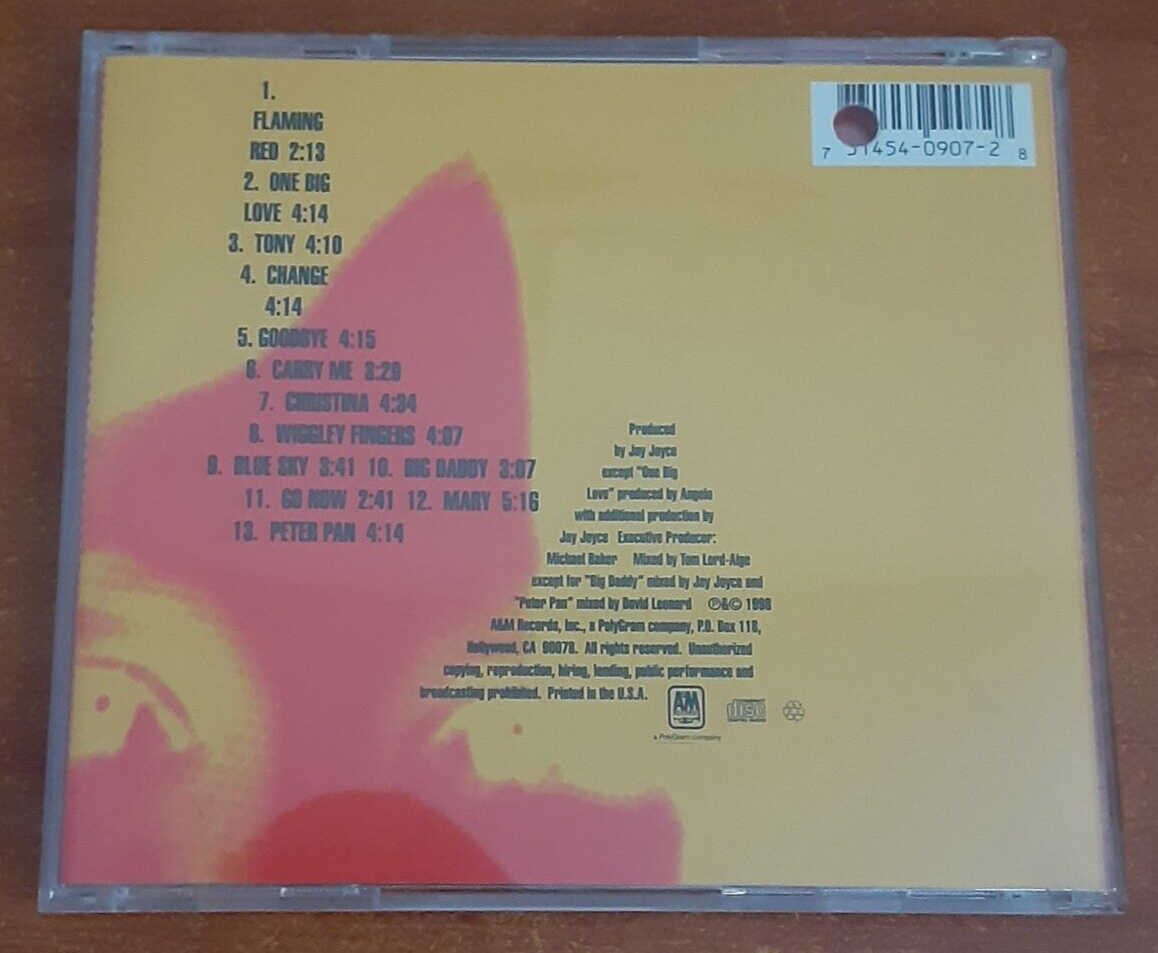 1.
FLAMING
RED 2:13
2. ONE BIG
LOVE 4:14
3. TONY 4:10
4. CHANGE
4:14
5. GOODBYE 4:15
6. CARRY ME 3:29
7. CHRISTINA 4:34
8. WIGGLEY FINGERS 4:07
9. BLUE SKY 3:41 10. BIG DADDY 3:07
11. GO NOW 2:41 12. MARY 5:16
13. PETER PAN 4:14
7 31454-0907-2 8
Produced
by Jay Joyce
except "One Big
Love" produced by Angelo
with additional production by
Jay Joyce Executive Producer:
Michael Baker Mixed by Tom Lord-Alge
except for "Big Daddy" mixed by Jay Joyce and
"Peter Pan" mixed by David Leonard ℗&© 1998
A&M Records, Inc., a PolyGram company, P.O. Box 118,
Hollywood, CA 90078. All rights reserved. Unauthorized
copying, reproduction, hiring, lending, public performance and
broadcasting prohibited. Printed in the U.S.A.
A&M
disc
a PolyGram company